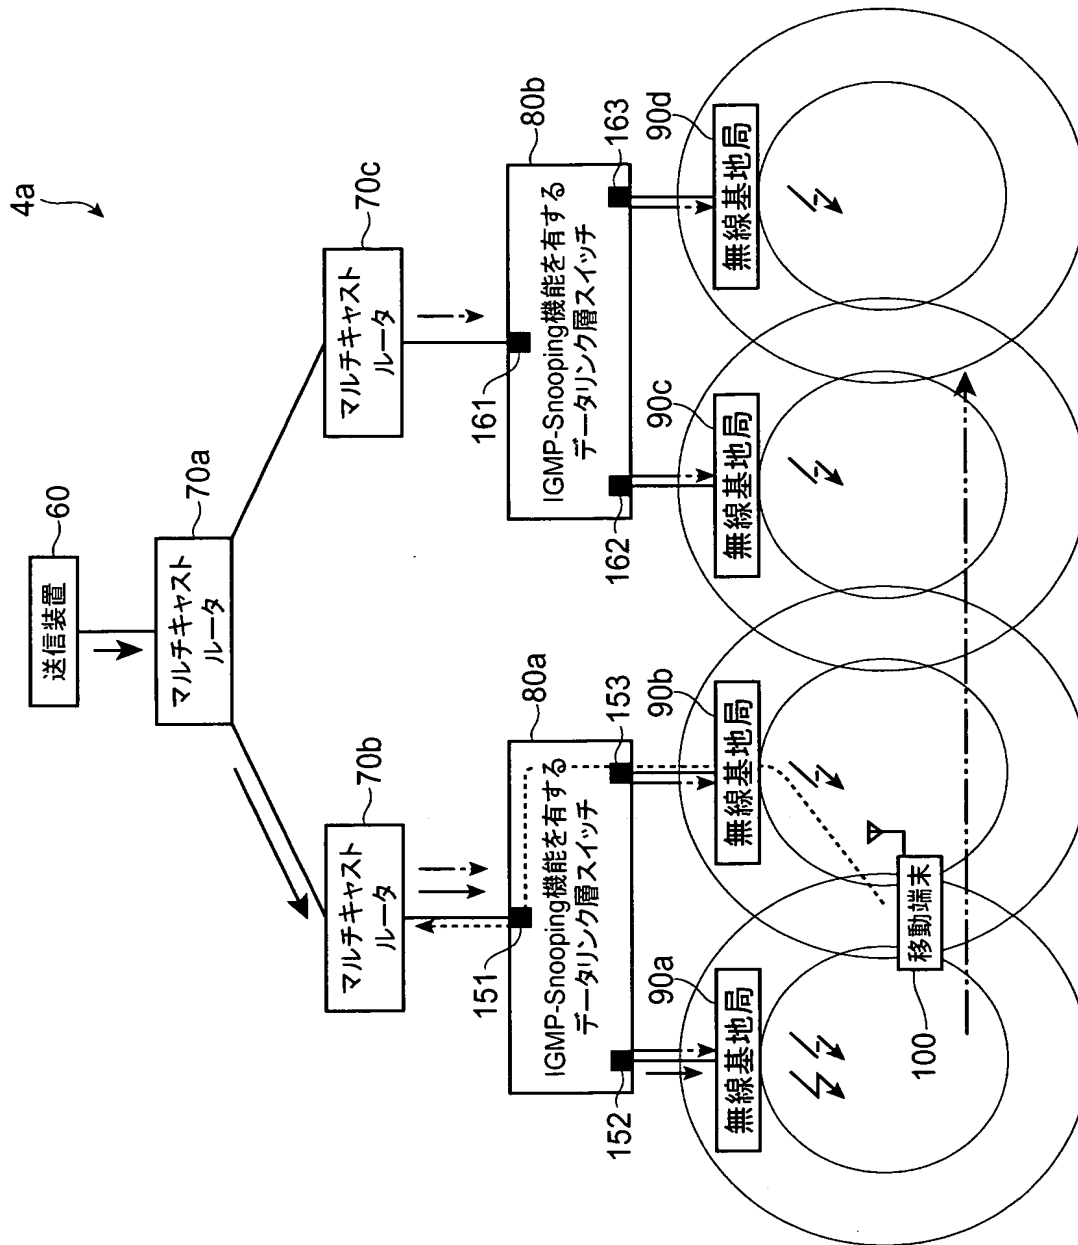 4a
送信装置
60
マルチキャスト
ルータ
70a
マルチキャスト
ルータ
70b
マルチキャスト
ルータ
70c
151
IGMP-Snooping機能を有する
データリンク層スイッチ
80a
152
153
161
IGMP-Snooping機能を有する
データリンク層スイッチ
80b
162
163
無線基地局
90a
無線基地局
90b
無線基地局
90c
無線基地局
90d
移動端末
100